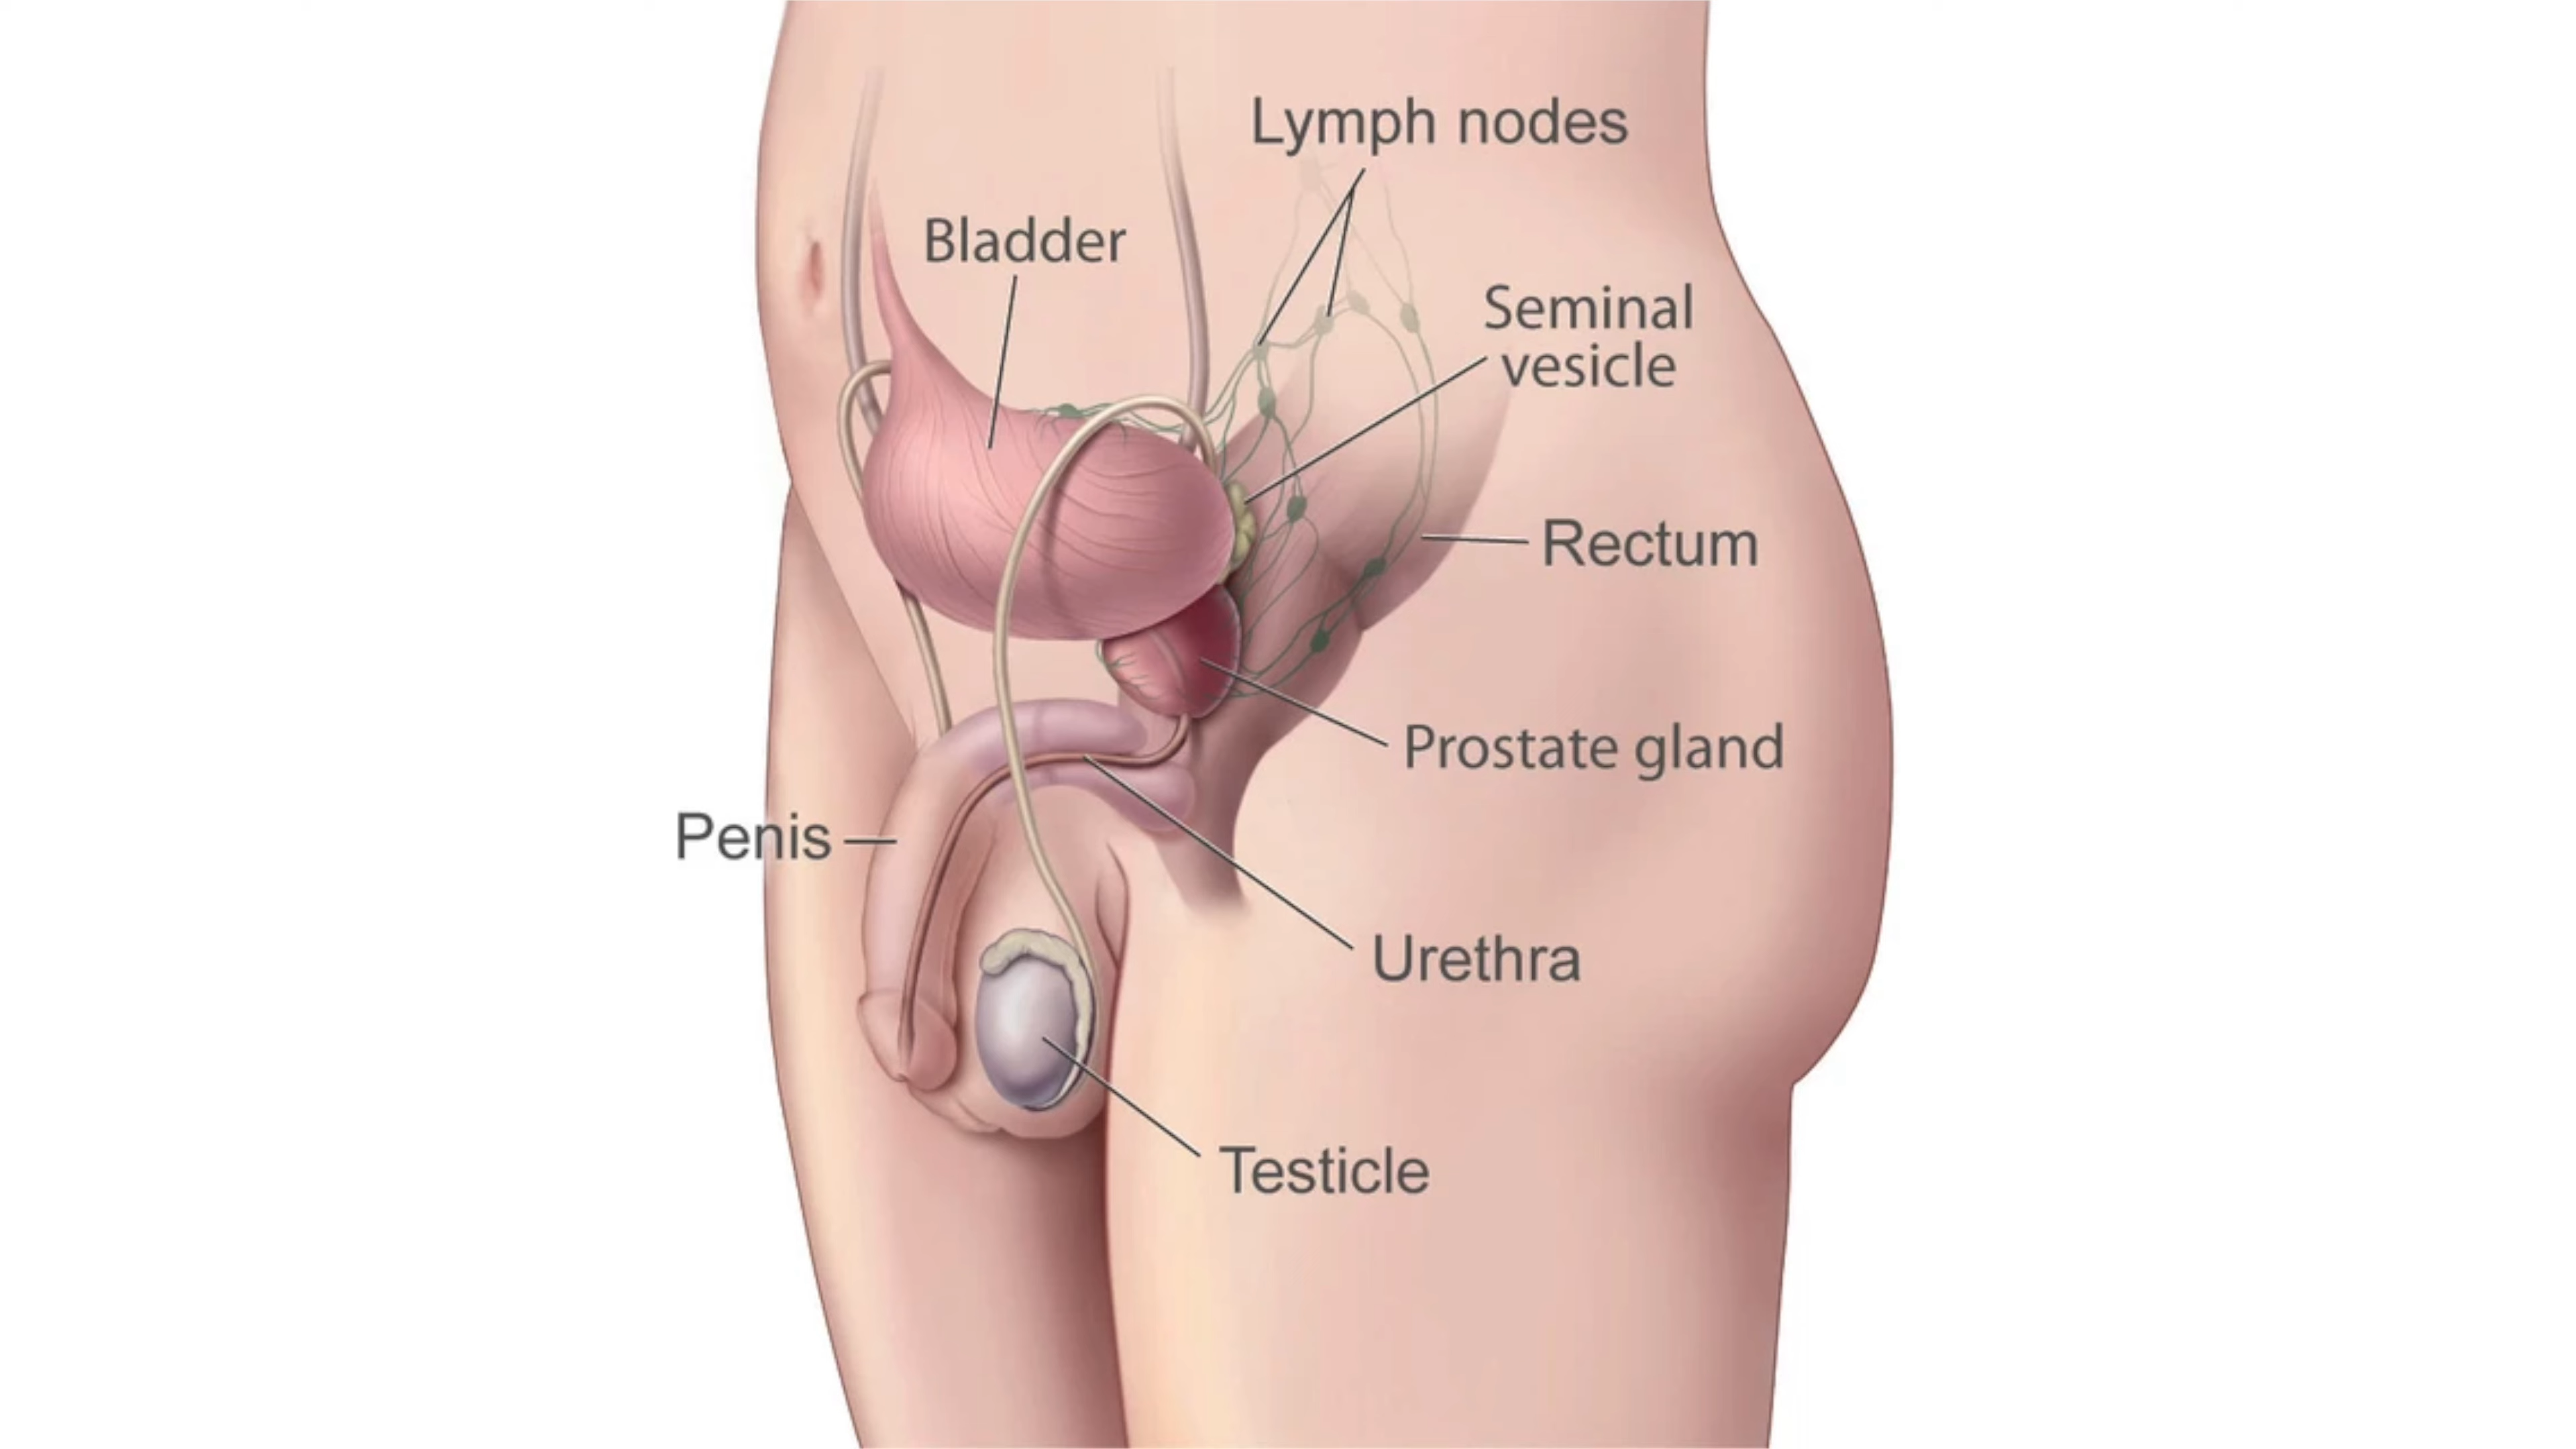 Lymph nodes
Bladder
Seminal
vesicle
Rectum
Prostate gland
Penis
Urethra
Testicle